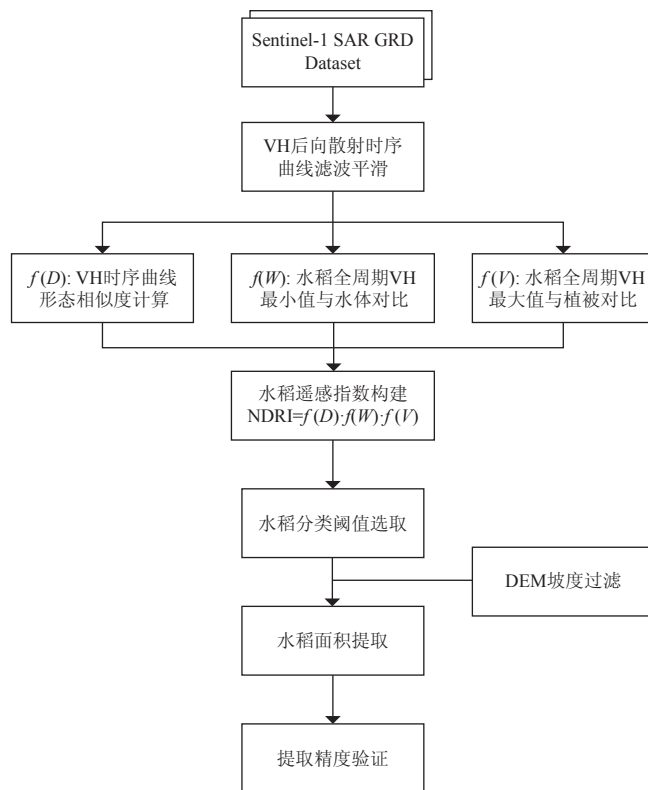 Sentinel-1 SAR GRD
Dataset
VH后向散射时序
曲线滤波平滑
f(D): VH时序曲线
形态相似度计算
f(W): 水稻全周期VH
最小值与水体对比
f(V): 水稻全周期VH
最大值与植被对比
水稻遥感指数构建
NDRI=f(D)·f(W)·f(V)
水稻分类阈值选取
DEM坡度过滤
水稻面积提取
提取精度验证